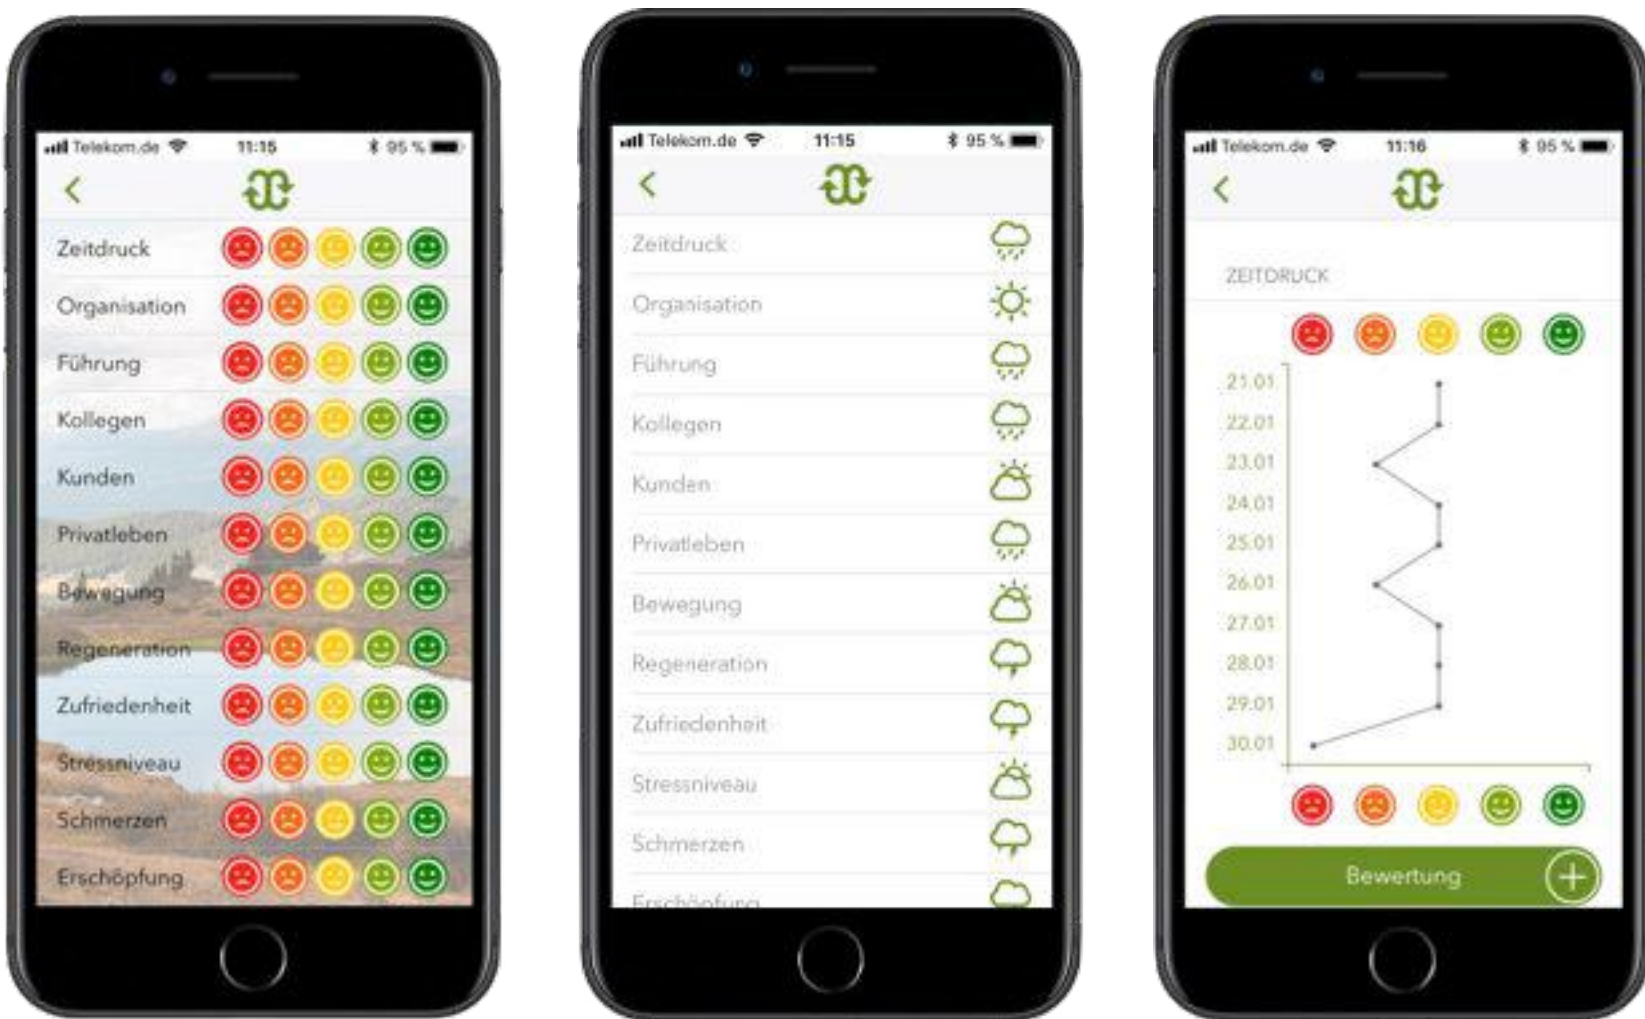 Telekom.de 11:15 95 %
Zeitdruck
Organisation
Führung
Kollegen
Kunden
Privatleben
Bewegung
Regeneration
Zufriedenheit
Stressniveau
Schmerzen
Erschöpfung
Telekom.de 11:15 95 %
Zeitdruck
Organisation
Führung
Kollegen
Kunden
Privatleben
Bewegung
Regeneration
Zufriedenheit
Stressniveau
Schmerzen
Erschöpfung
Telekom.de 11:16 95 %
ZEITDRUCK
21.01
22.01
23.01
24.01
25.01
26.01
27.01
28.01
29.01
30.01
Bewertung